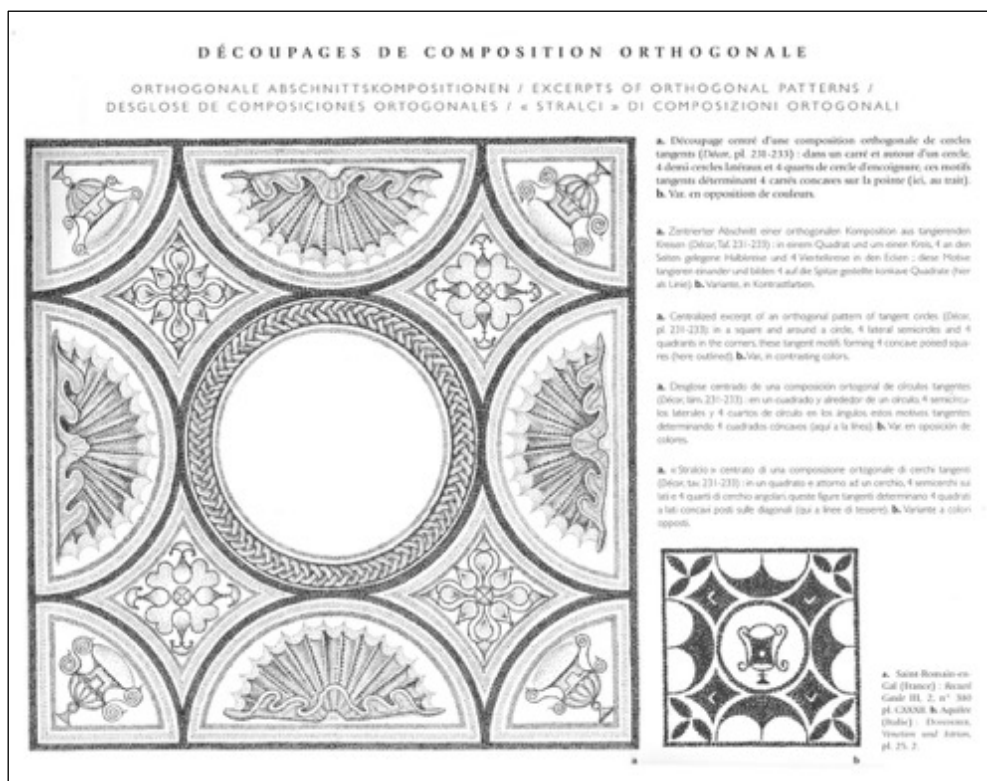 DÉCOUPAGES DE COMPOSITION ORTHOGONALE
ORTHOGONALE ABSCHNITTSKOMPOSITIONEN / EXCERPTS OF ORTHOGONAL PATTERNS /
DESGLOSE DE COMPOSICIONES ORTOGONALES / « STRALCI » DI COMPOSIZIONI ORTOGONALI
a. Découpage centré d'une composition orthogonale de cercles
tangents (Décor, pl. 231-233) : dans un carré et autour d'un cercle,
4 demi cercles latéraux et 4 quarts de cercle d'encoignure, ces motifs
tangents déterminant 4 carrés concaves sur la pointe (ici, au trait).
b. Var. en opposition de couleurs.
a. Zentrierter Abschnitt einer orthogonalen Komposition aus tangierenden
Kreisen (Décor, Taf. 231-233) : in einem Quadrat und um einen Kreis, 4 an den
Seiten gelegene Halbkreise und 4 Viertelkreise in den Ecken ; diese Motive
tangieren einander und bilden 4 auf die Spitze gestellte konkave Quadrate (hier
als Linie). b. Variante, in Kontrastfarben.
a. Centralized excerpt of an orthogonal pattern of tangent circles (Décor,
pl. 231-233): in a square and around a circle, 4 lateral semicircles and 4
quadrants in the corners, these tangent motifs forming 4 concave poised squa-
res (here outlined). b. Var., in contrasting colors.
a. Desglose centrado de una composición ortogonal de círculos tangentes
(Décor, lám. 231-233) : en un cuadrado y alrededor de un círculo, 4 semicírcu-
los laterales y 4 cuartos de círculo en los ángulos, estos motivos tangentes
determinando 4 cuadrados cóncavos (aquí a la línea). b. Var. en oposición de
colores.
a. « Stralcio » centrato di una composizione ortogonale di cerchi tangenti
(Décor, tav. 231-233) : in un quadrato e attorno ad un cerchio, 4 semicerchi sui
lati e 4 quarti di cerchio angolari, queste figure tangenti determinano 4 quadrati
a lati concavi posti sulle diagonali (qui a linee di tessere). b. Variante a colori
opposti.
a. Saint-Romain-en-
Gal (France) : Recueil
Gaule III, 2, n° 380
pl. b. Aquilée
(Italie) :
Venetien und Istrien,
pl. 25, 2.
a b